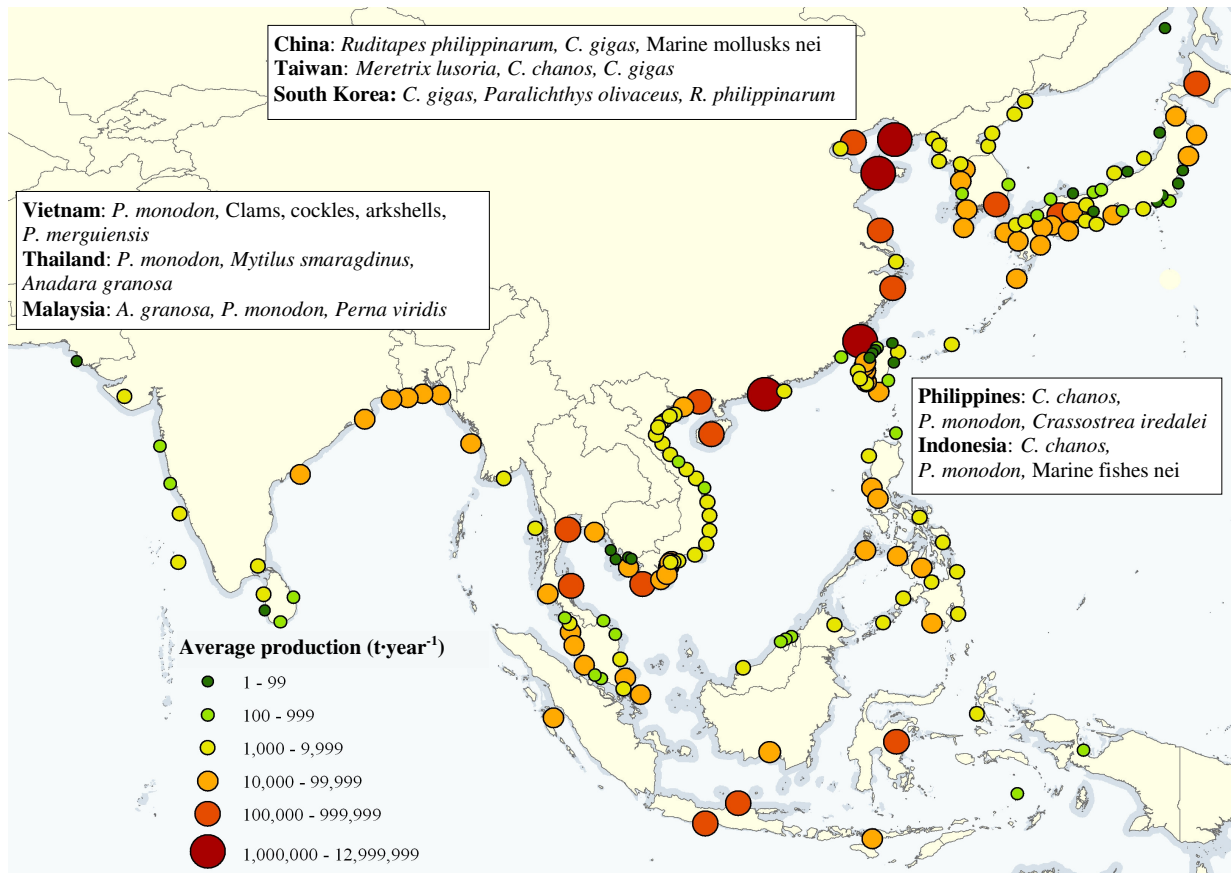 China: Ruditapes philippinarum, C. gigas, Marine mollusks nei
Taiwan: Meretrix lusoria, C. chanos, C. gigas
South Korea: C. gigas, Paralichthys olivaceus, R. philippinarum
Vietnam: P. monodon, Clams, cockles, arkshells,
P. merguiensis
Thailand: P. monodon, Mytilus smaragdinus,
Anadara granosa
Malaysia: A. granosa, P. monodon, Perna viridis
Philippines: C. chanos,
P. monodon, Crassostrea iredalei
Indonesia: C. chanos,
P. monodon, Marine fishes nei
Average production (t·year⁻¹)
1 - 99
100 - 999
1,000 - 9,999
10,000 - 99,999
100,000 - 999,999
1,000,000 - 12,999,999